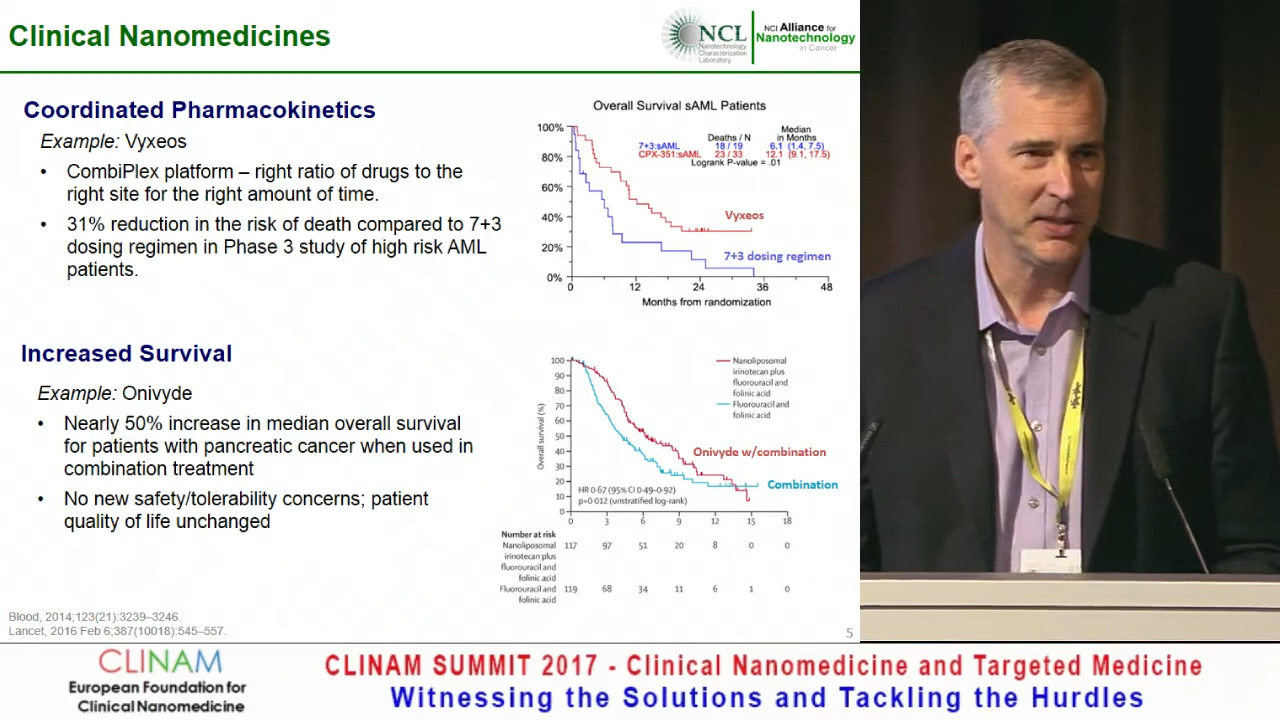 Clinical Nanomedicines
NCL
Nanotechnology
Characterization
Laboratory
NCI Alliance for
Nanotechnology
in Cancer
Coordinated Pharmacokinetics
Example: Vyxeos
• CombiPlex platform – right ratio of drugs to the
right site for the right amount of time.
• 31% reduction in the risk of death compared to 7+3
dosing regimen in Phase 3 study of high risk AML
patients.
Overall Survival sAML Patients
100%
80%
60%
40%
20%
0%
Deaths / N
Median
in Months
7+3:sAML 18 / 19 6.1 (1.4, 7.5)
CPX-351:sAML 23 / 33 12.1 (9.1, 17.5)
Logrank P-value = .01
Vyxeos
7+3 dosing regimen
0 12 24 36 48
Months from randomization
Increased Survival
Example: Onivyde
• Nearly 50% increase in median overall survival
for patients with pancreatic cancer when used in
combination treatment
• No new safety/tolerability concerns; patient
quality of life unchanged
Overall survival (%)
100
90
80
70
60
50
40
30
20
10
0
Nanoliposomal
irinotecan plus
fluorouracil and
folinic acid
Fluorouracil and
folinic acid
Onivyde w/combination
Combination
HR 0·67 (95% CI 0·49–0·92)
p=0·012 (unstratified log-rank)
0 3 6 9 12 15 18
Number at risk
Nanoliposomal 117 97 51 20 8 0 0
irinotecan plus
fluorouracil and
folinic acid
Fluorouracil and 119 68 34 11 6 1 0
folinic acid
Blood, 2014;123(21):3239–3246.
Lancet, 2016 Feb 6;387(10018):545–557.
5
CLINAM
European Foundation for
Clinical Nanomedicine
CLINAM SUMMIT 2017 - Clinical Nanomedicine and Targeted Medicine
Witnessing the Solutions and Tackling the Hurdles